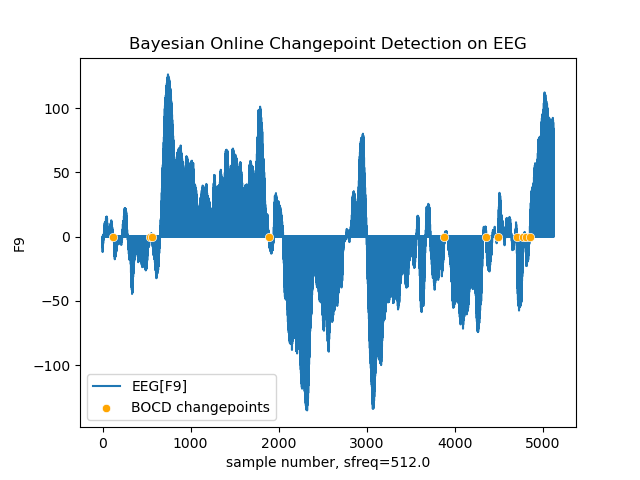 Bayesian Online Changepoint Detection on EEG
F9
100
50
0
−50
−100
EEG[F9]
BOCD changepoints
0
1000
2000
3000
4000
5000
sample number, sfreq=512.0